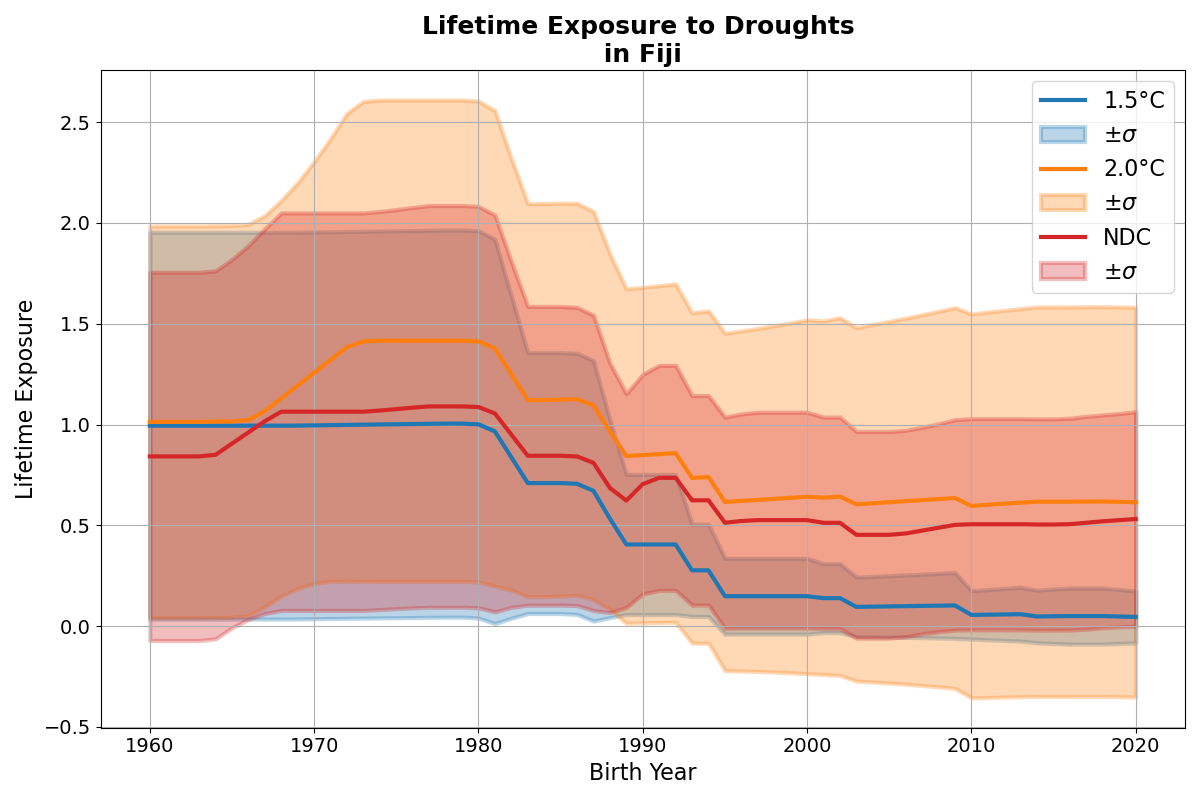 Lifetime Exposure to Droughts
in Fiji
1.5°C
±σ
2.0°C
±σ
NDC
±σ
Lifetime Exposure
2.5
2.0
1.5
1.0
0.5
0.0
−0.5
1960
1970
1980
1990
2000
2010
2020
Birth Year